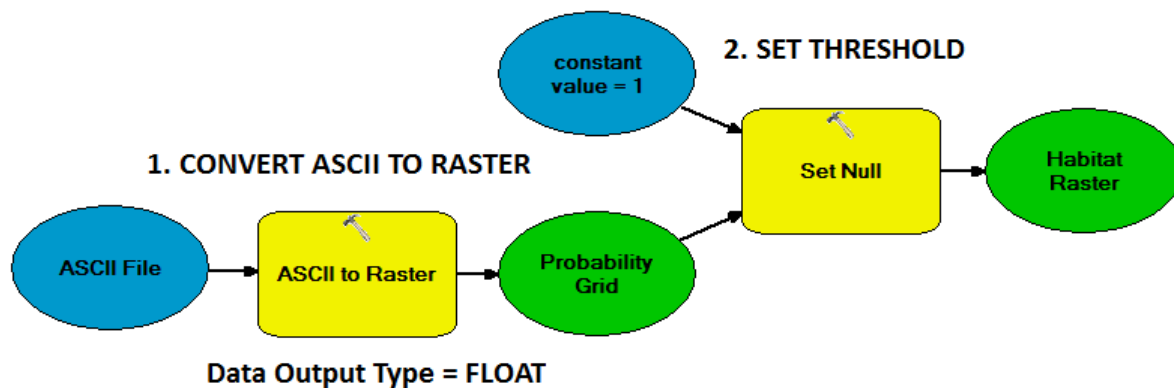 constant
value = 1
2. SET THRESHOLD
1. CONVERT ASCII TO RASTER
Set Null
Habitat
Raster
ASCII File
ASCII to Raster
Probability
Grid
Data Output Type = FLOAT